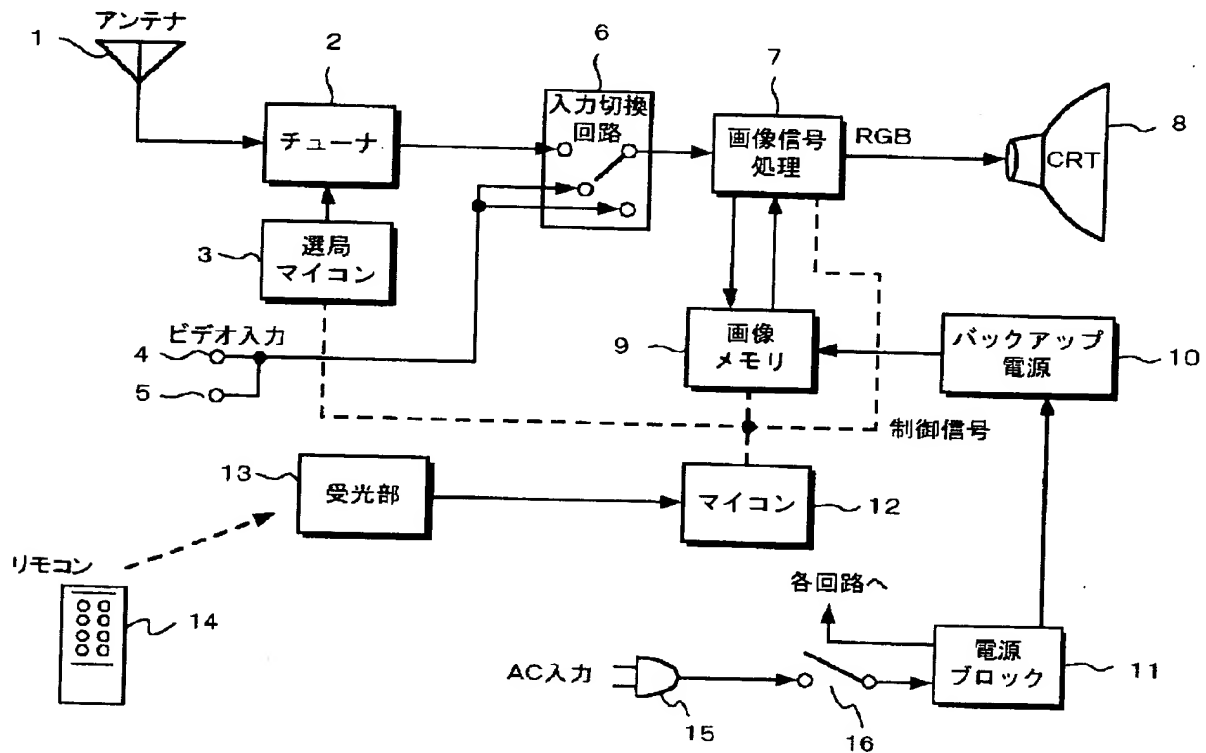 アンテナ
1
2
チューナ
3
選局
マイコン
ビデオ入力
4
5
6
入力切換
回路
7
画像信号
処理
RGB
CRT
8
9
画像
メモリ
バックアップ
電源
10
制御信号
13
受光部
マイコン
12
リモコン
14
各回路へ
AC入力
15
16
電源
ブロック
11